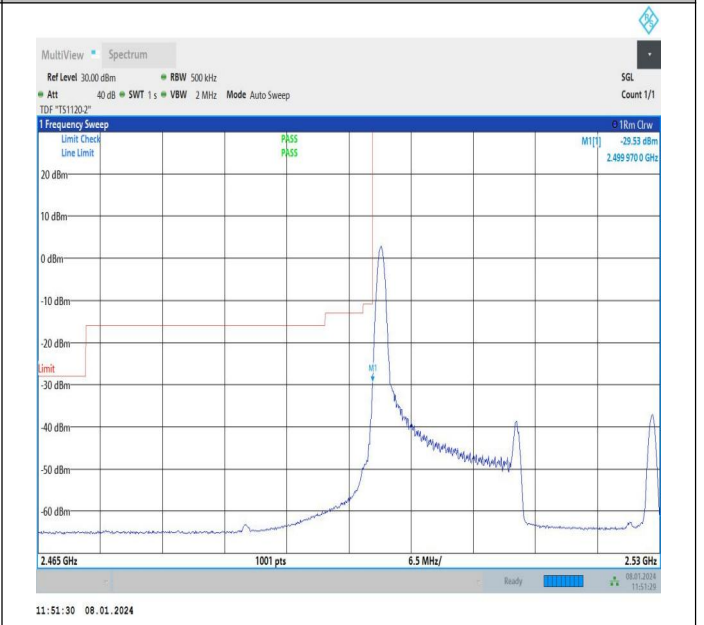 R S
MultiView Spectrum
Ref Level 30.00 dBm RBW 500 kHz SGL
Att 40 dB SWT 1 s VBW 2 MHz Mode Auto Sweep Count 1/1
TDF "TS1120-2"
1 Frequency Sweep 1Rm Clrw
Limit Check PASS M1[1] -29.53 dBm
Line Limit PASS 2.499 970 0 GHz
20 dBm
10 dBm
0 dBm
-10 dBm
-20 dBm
Limit
M1
-30 dBm
-40 dBm
-50 dBm
-60 dBm
2.465 GHz 1001 pts 6.5 MHz/ 2.53 GHz
Ready 08.01.2024
11:51:29
11:51:30 08.01.2024